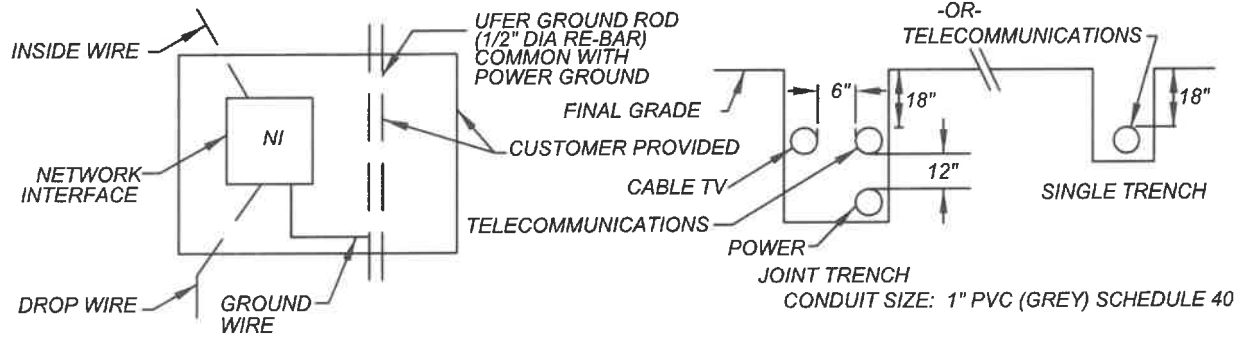 INSIDE WIRE
UFER GROUND ROD
(1/2" DIA RE-BAR)
COMMON WITH
POWER GROUND
NI
NETWORK
INTERFACE
CUSTOMER PROVIDED
DROP WIRE
GROUND
WIRE
-OR-
TELECOMMUNICATIONS
FINAL GRADE
6"
18"
18"
CABLE TV
12"
TELECOMMUNICATIONS
POWER
SINGLE TRENCH
JOINT TRENCH
CONDUIT SIZE: 1" PVC (GREY) SCHEDULE 40